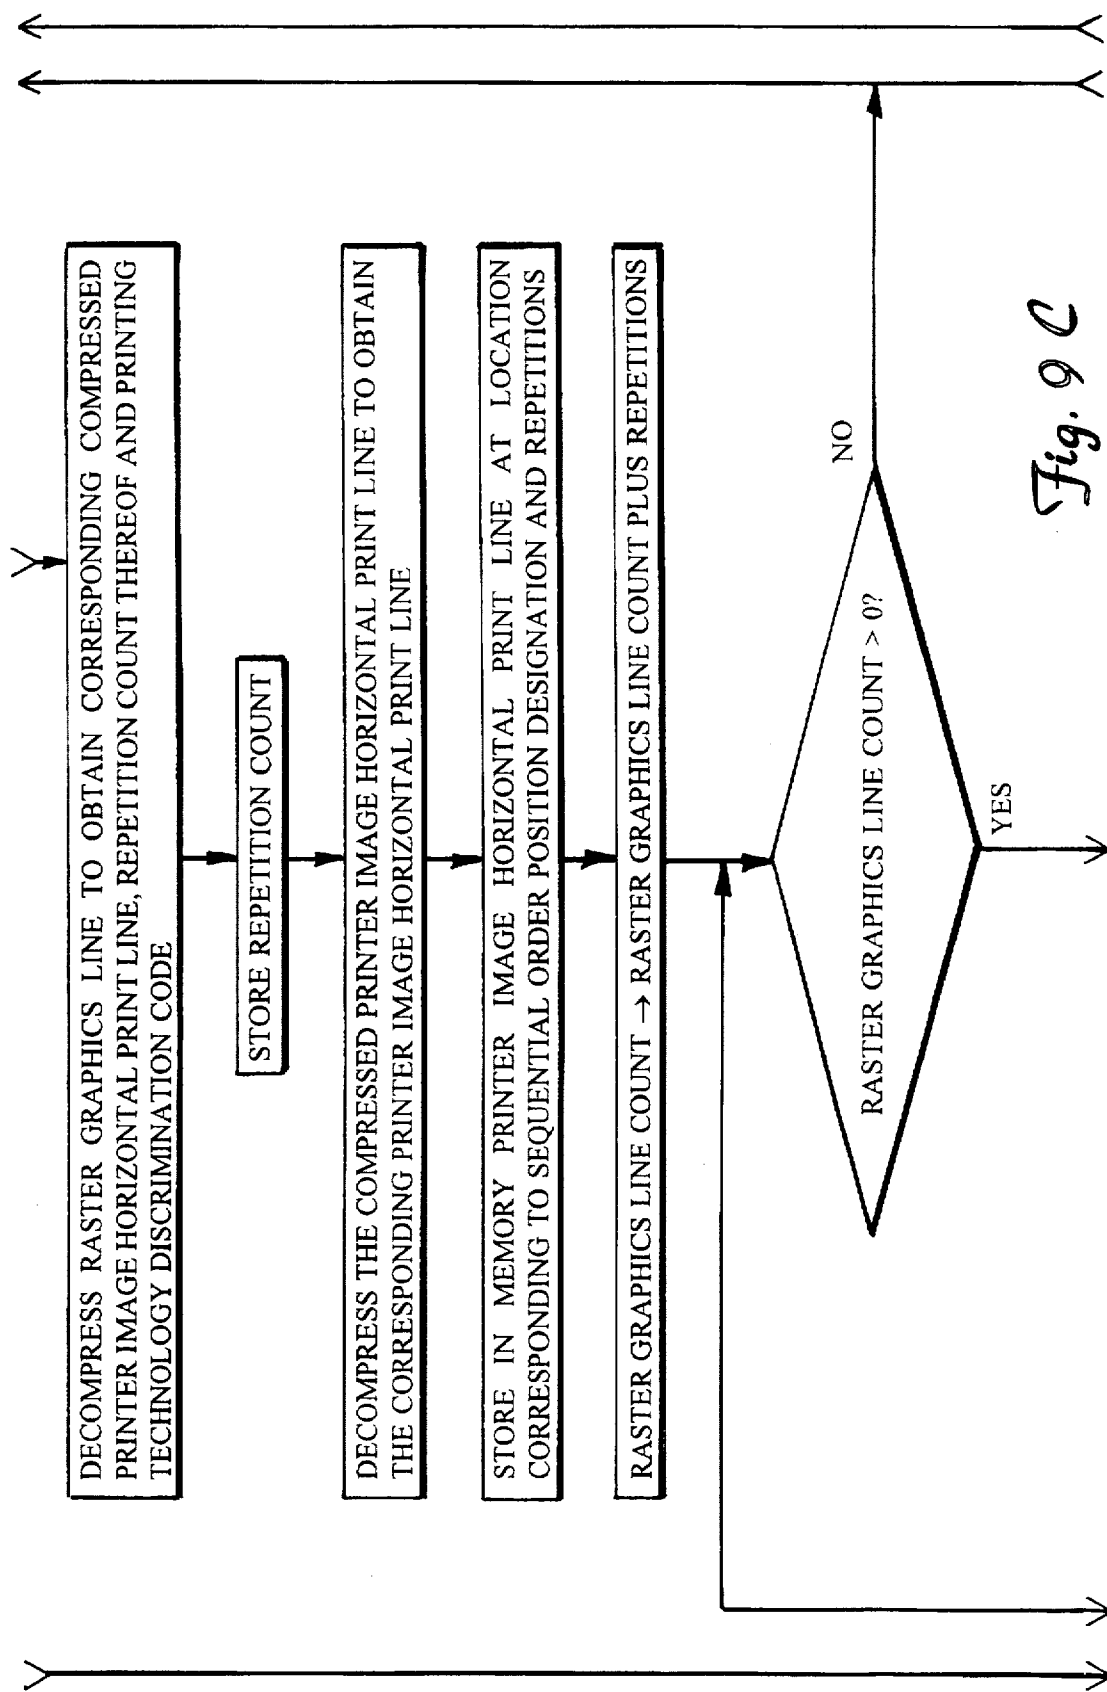 DECOMPRESS RASTER GRAPHICS LINE TO OBTAIN CORRESPONDING COMPRESSED
PRINTER IMAGE HORIZONTAL PRINT LINE, REPETITION COUNT THEREOF AND PRINTING
TECHNOLOGY DISCRIMINATION CODE
STORE REPETITION COUNT
DECOMPRESS THE COMPRESSED PRINTER IMAGE HORIZONTAL PRINT LINE TO OBTAIN
THE CORRESPONDING PRINTER IMAGE HORIZONTAL PRINT LINE
STORE IN MEMORY PRINTER IMAGE HORIZONTAL PRINT LINE AT LOCATION
CORRESPONDING TO SEQUENTIAL ORDER POSITION DESIGNATION AND REPETITIONS
RASTER GRAPHICS LINE COUNT → RASTER GRAPHICS LINE COUNT PLUS REPETITIONS
RASTER GRAPHICS LINE COUNT > 0?
NO
YES
Fig. 9 C